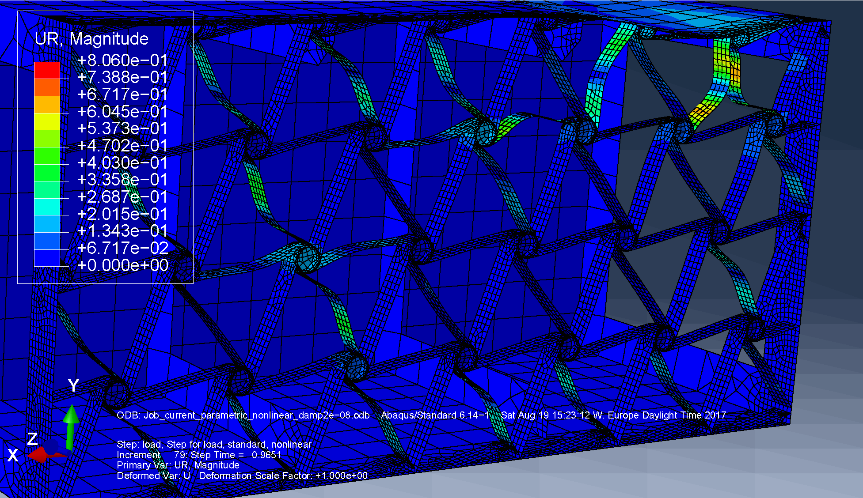 UR, Magnitude
+8.060e-01
+7.388e-01
+6.717e-01
+6.045e-01
+5.373e-01
+4.702e-01
+4.030e-01
+3.358e-01
+2.687e-01
+2.015e-01
+1.343e-01
+6.717e-02
+0.000e+00
Y
Z
X
ODB: Job_current_parametric_nonlinear_damp2e-08.odb Abaqus/Standard 6.14-1 Sat Aug 19 15:23:12 W. Europe Daylight Time 2017
Step: load, Step for load, standard, nonlinear
Increment 79: Step Time = 0.9651
Primary Var: UR, Magnitude
Deformed Var: U Deformation Scale Factor: +1.000e+00